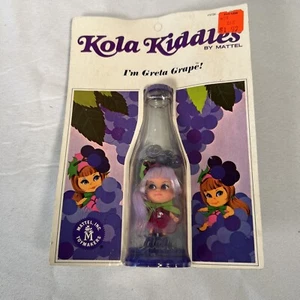 Kola Kiddles
BY MATTEL
I'm Greta Grape!
MATTEL, INC.
M
TOYMAKERS